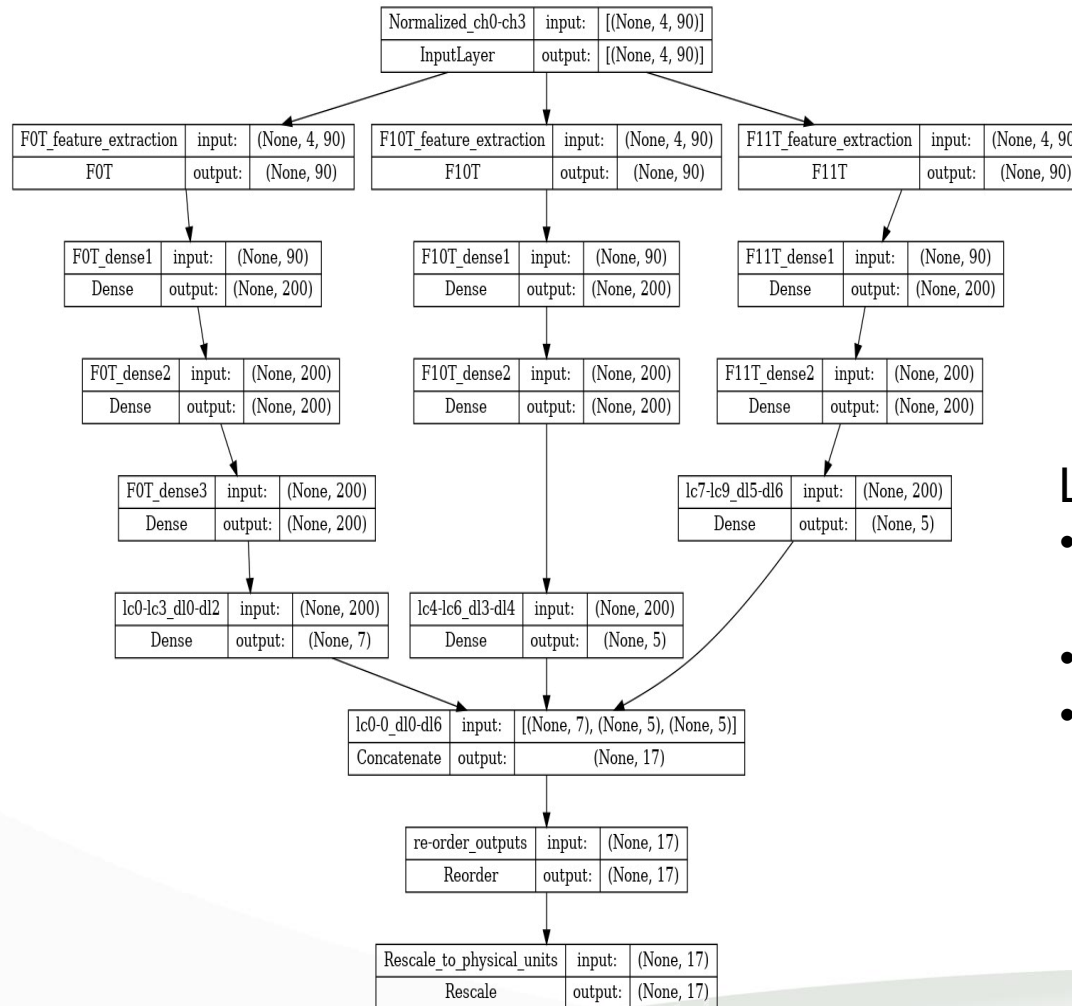 Normalized_ch0-ch3 input: [(None, 4, 90)]
InputLayer output: [(None, 4, 90)]
F0T_feature_extraction input: (None, 4, 90)
F0T output: (None, 90)
F10T_feature_extraction input: (None, 4, 90)
F10T output: (None, 90)
F11T_feature_extraction input: (None, 4, 90
F11T output: (None, 90)
F0T_dense1 input: (None, 90)
Dense output: (None, 200)
F10T_dense1 input: (None, 90)
Dense output: (None, 200)
F11T_dense1 input: (None, 90)
Dense output: (None, 200)
F0T_dense2 input: (None, 200)
Dense output: (None, 200)
F10T_dense2 input: (None, 200)
Dense output: (None, 200)
F11T_dense2 input: (None, 200)
Dense output: (None, 200)
F0T_dense3 input: (None, 200)
Dense output: (None, 200)
lc7-lc9_dl5-dl6 input: (None, 200)
Dense output: (None, 5)
lc0-lc3_dl0-dl2 input: (None, 200)
Dense output: (None, 7)
lc4-lc6_dl3-dl4 input: (None, 200)
Dense output: (None, 5)
lc0-0_dl0-dl6 input: [(None, 7), (None, 5), (None, 5)]
Concatenate output: (None, 17)
re-order_outputs input: (None, 17)
Reorder output: (None, 17)
Rescale_to_physical_units input: (None, 17)
Rescale output: (None, 17)